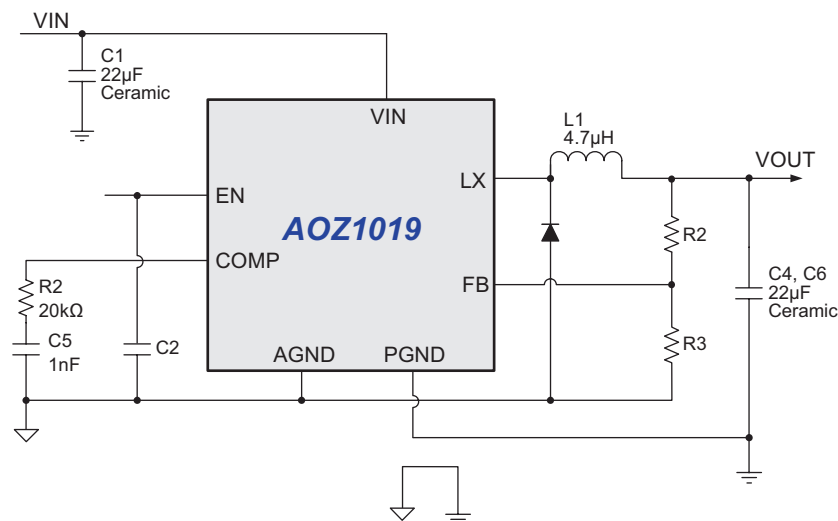 VIN
C1
22µF
Ceramic
VIN
L1
4.7µH
VOUT
LX
EN
AOZ1019
R2
COMP
FB
R2
20kΩ
C4, C6
22µF
Ceramic
C5
1nF
C2
R3
AGND
PGND